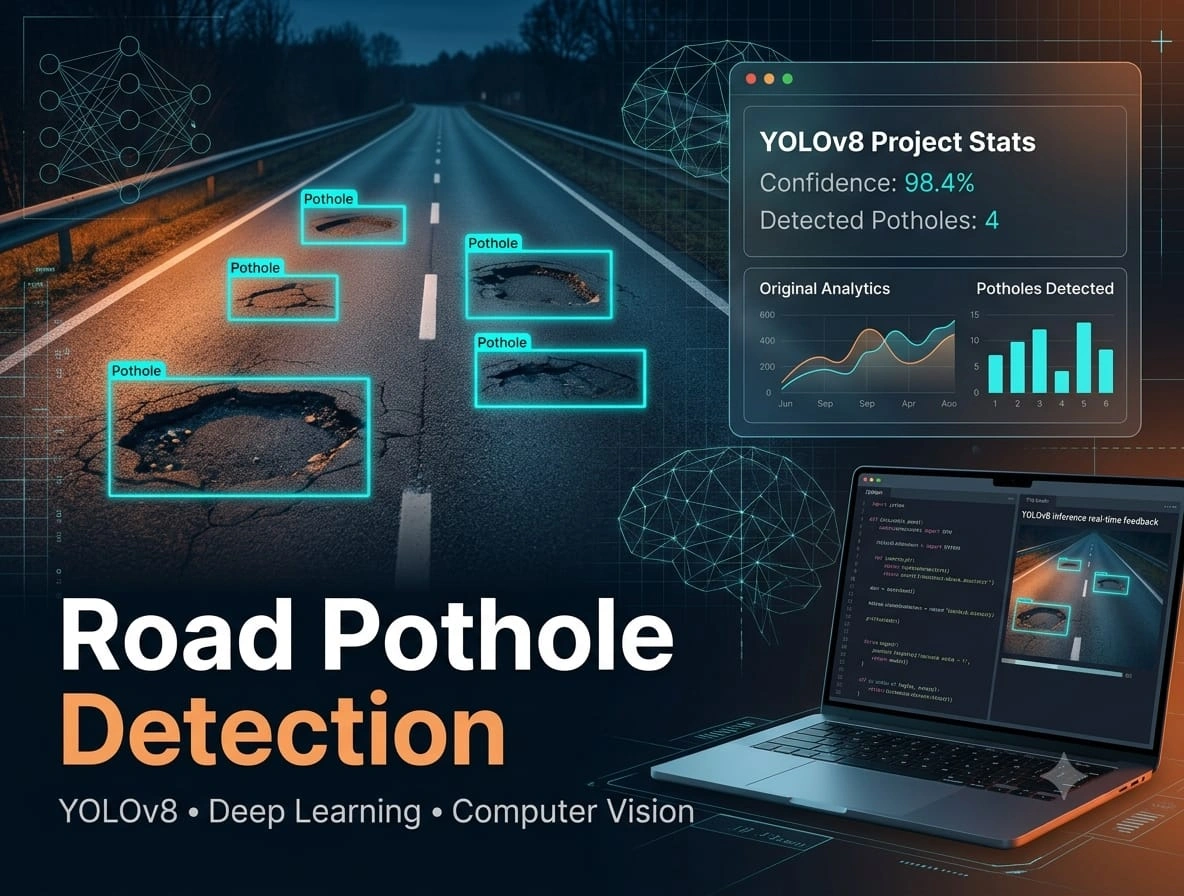 Pothole
Pothole
Pothole
Pothole
Pothole
YOLOv8 Project Stats
Confidence: 98.4%
Detected Potholes: 4
Original Analytics
600
400
200
0
Jun Sep Sep Apr Aoo
Potholes Detected
15
10
5
0
1 2 3 4 5 6
YOLOv8 inference real-time feedback
Road Pothole
Detection
YOLOv8 • Deep Learning • Computer Vision